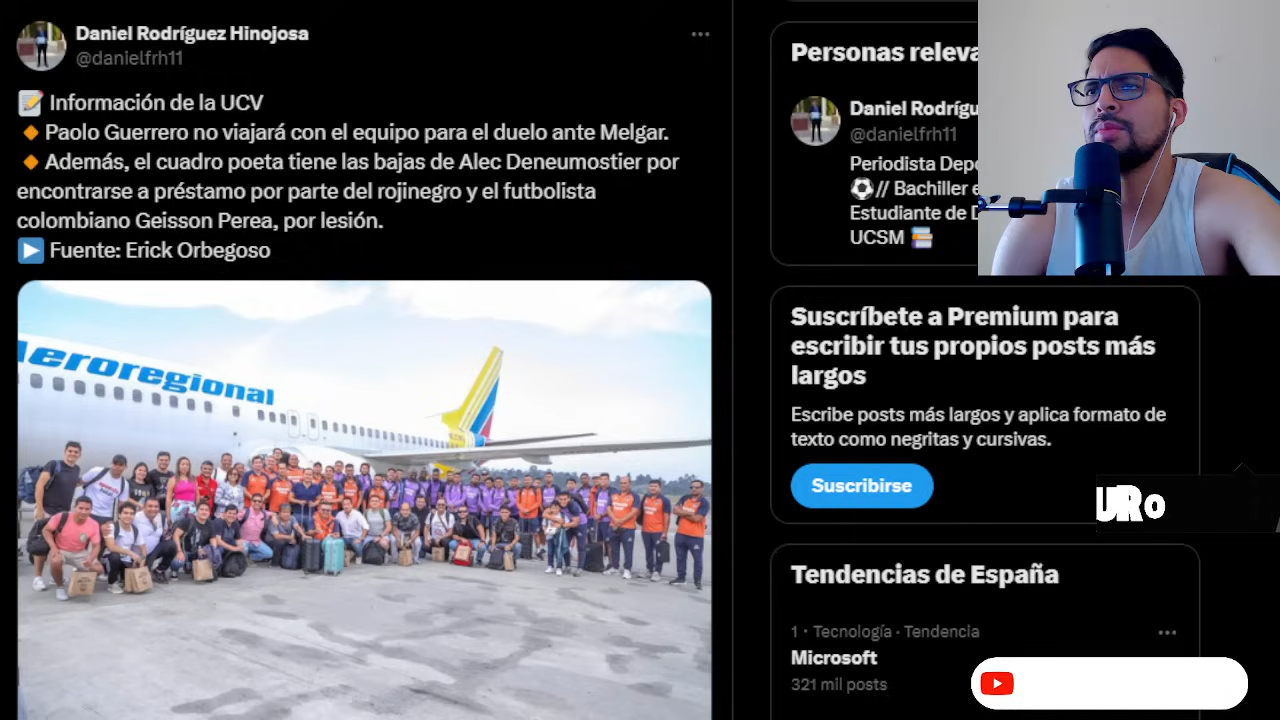 Daniel Rodríguez Hinojosa
@danielfrh11
Información de la UCV
Paolo Guerrero no viajará con el equipo para el duelo ante Melgar.
Además, el cuadro poeta tiene las bajas de Alec Deneumostier por
encontrarse a préstamo por parte del rojinegro y el futbolista
colombiano Geisson Perea, por lesión.
Fuente: Erick Orbegoso
eroregional
Personas releva
Daniel Rodrígu
@danielfrh11
Periodista Depo
// Bachiller e
Estudiante de D
UCSM
Suscríbete a Premium para
escribir tus propios posts más
largos
Escribe posts más largos y aplica formato de
texto como negritas y cursivas.
Suscribirse
URo
Tendencias de España
1 · Tecnología · Tendencia
Microsoft
321 mil posts